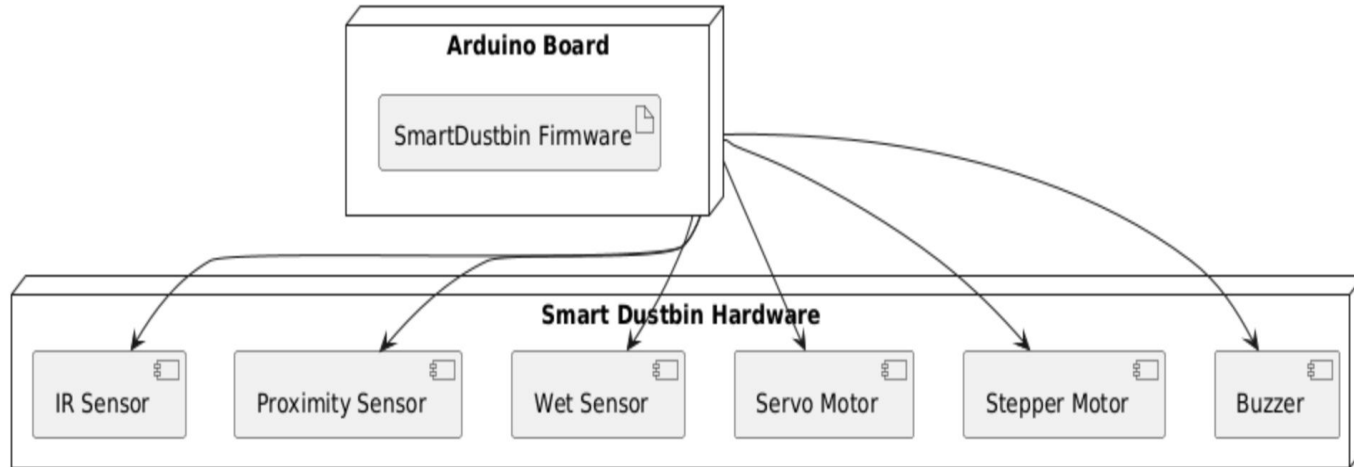 Arduino Board
SmartDustbin Firmware
Smart Dustbin Hardware
IR Sensor
Proximity Sensor
Wet Sensor
Servo Motor
Stepper Motor
Buzzer